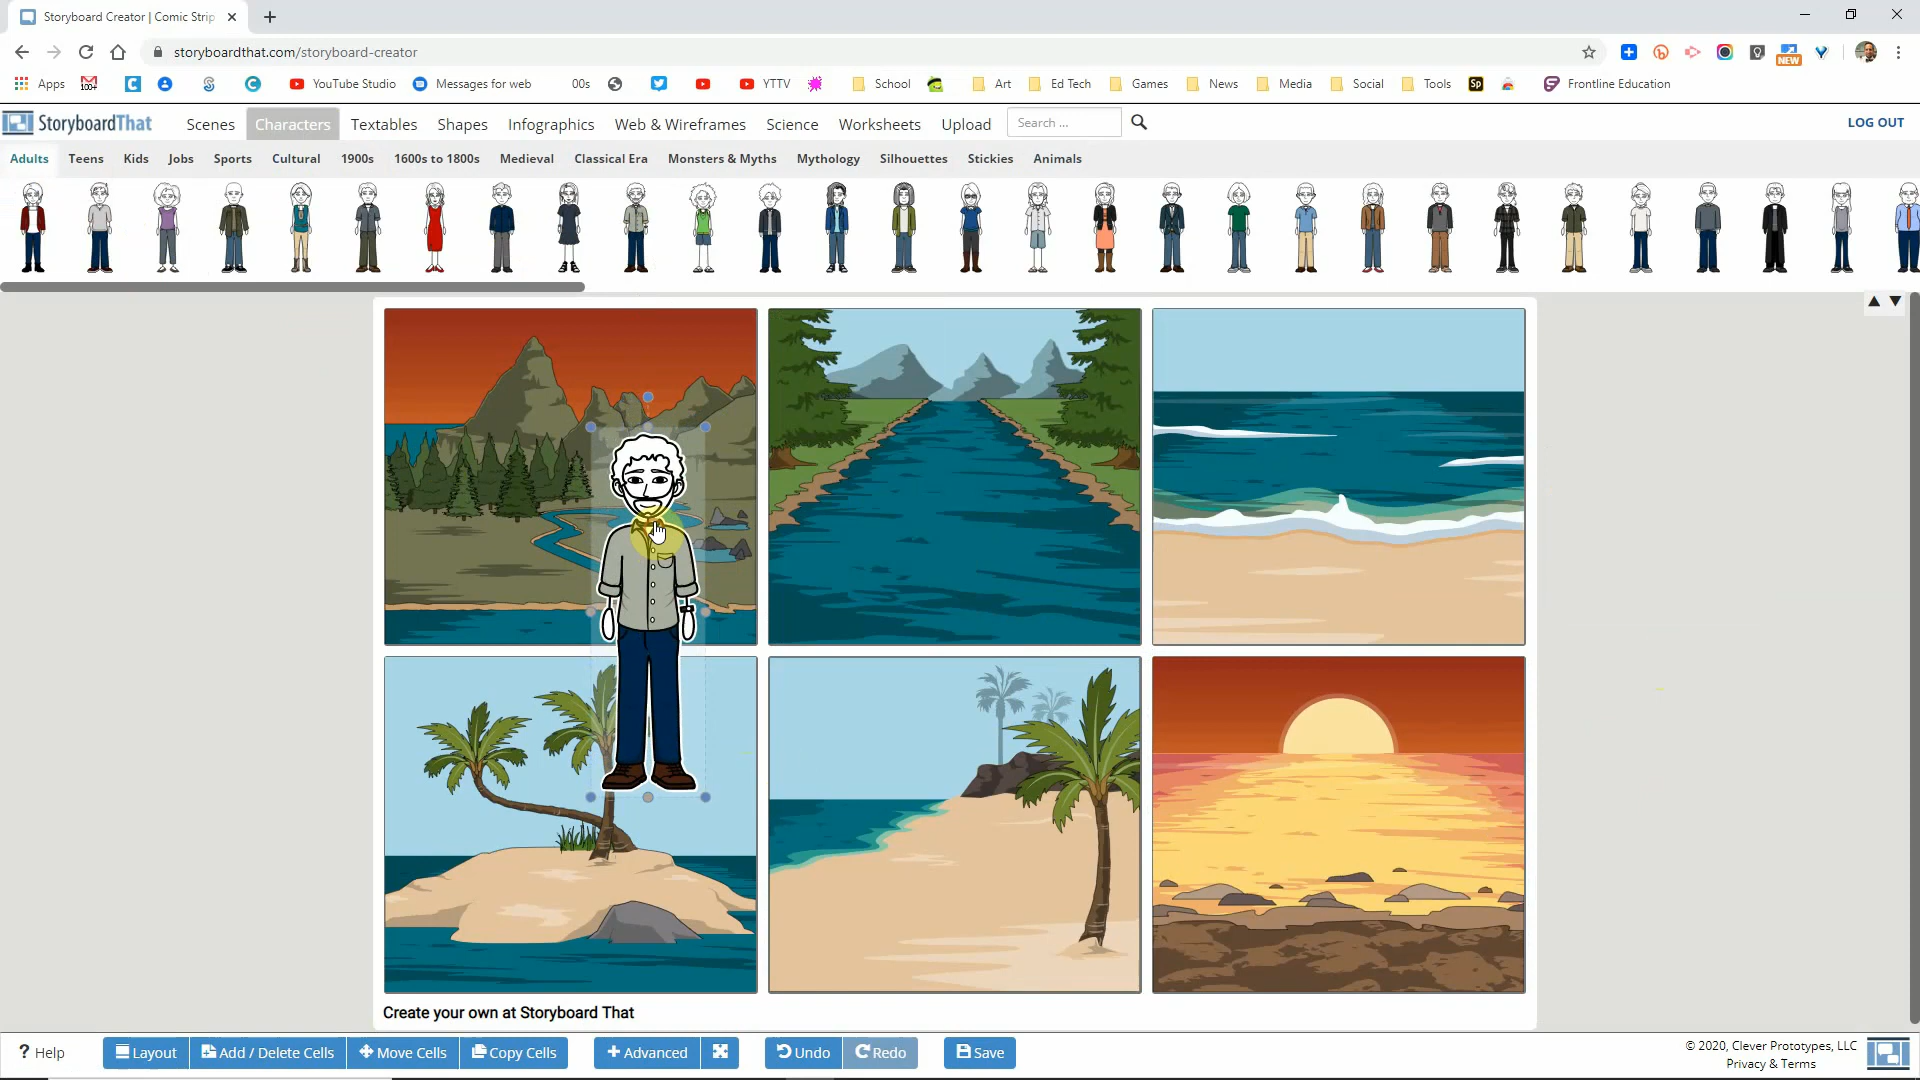 Storyboard Creator | Comic Strip
storyboardthat.com/storyboard-creator
NEW
Apps
100+
YouTube Studio
Messages for web
00s
YTTV
School
Art
Ed Tech
Games
News
Media
Social
Tools
Sp
Frontline Education
StoryboardThat
Scenes
Characters
Textables
Shapes
Infographics
Web & Wireframes
Science
Worksheets
Upload
Search ...
LOG OUT
Adults
Teens
Kids
Jobs
Sports
Cultural
1900s
1600s to 1800s
Medieval
Classical Era
Monsters & Myths
Mythology
Silhouettes
Stickies
Animals
Create your own at Storyboard That
? Help
Layout
Add / Delete Cells
Move Cells
Copy Cells
+ Advanced
Undo
Redo
Save
© 2020, Clever Prototypes, LLC
Privacy & Terms